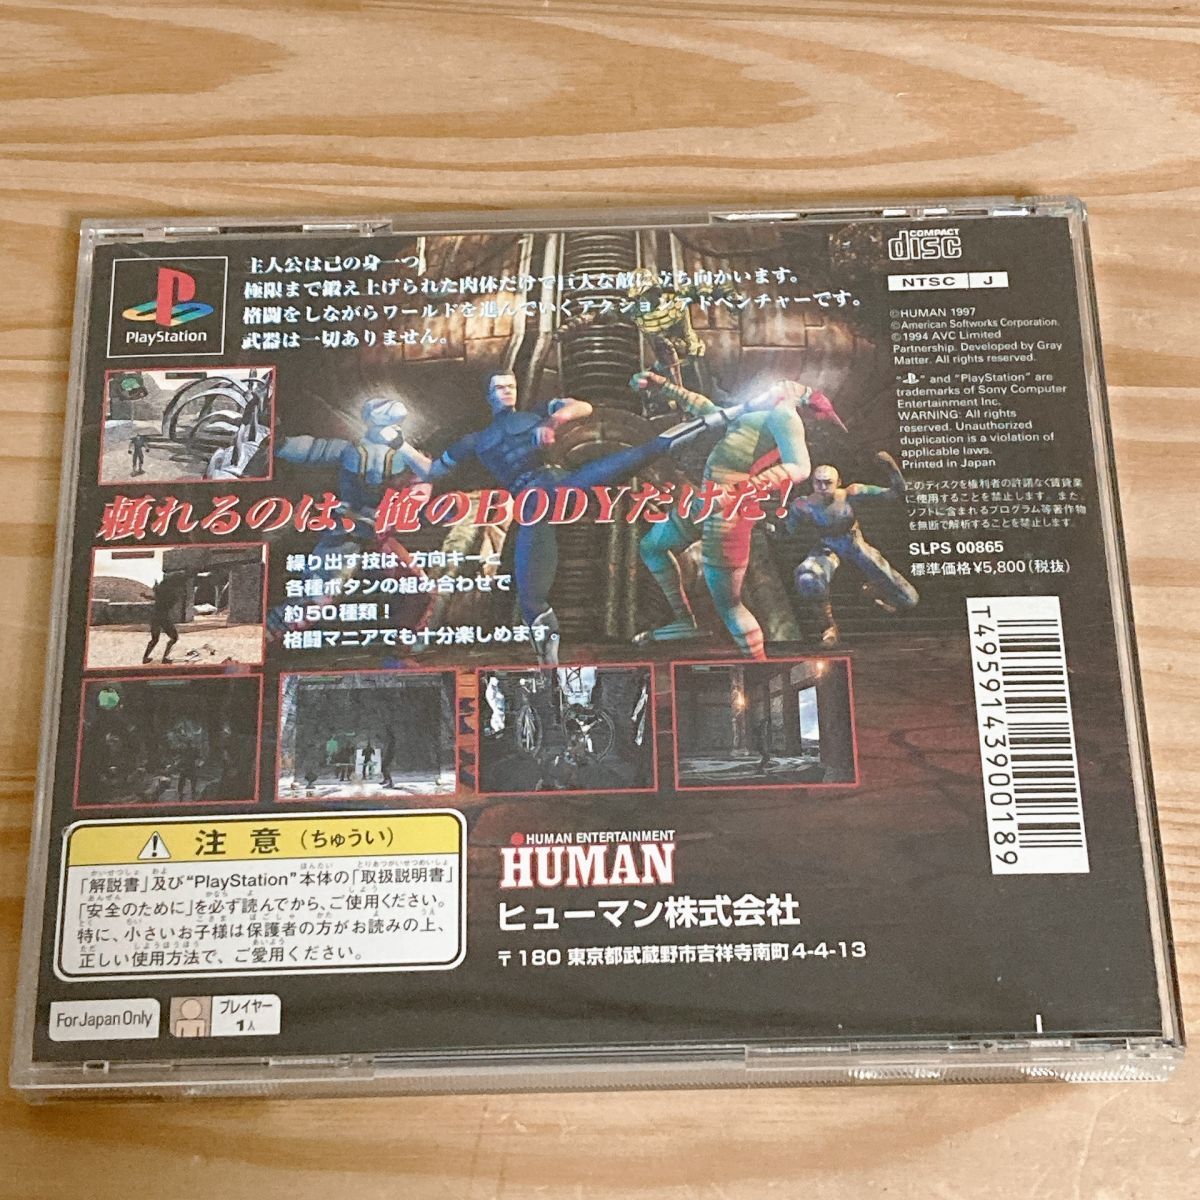 PlayStation
主人公は己の身一つ。
極限まで鍛え上げられた肉体だけで巨大な敵に立ち向かいます。
格闘をしながらワールドを進んでいくアクションアドベンチャーです。
武器は一切ありません。
COMPACT
disc
NTSC J
©HUMAN 1997
©American Softworks Corporation.
©1994 AVC Limited
Partnership. Developed by Gray
Matter. All rights reserved.
"PS" and "PlayStation" are
trademarks of Sony Computer
Entertainment Inc.
WARNING: All rights
reserved. Unauthorized
duplication is a violation of
applicable laws.
Printed in Japan
このディスクを権利者の許諾なく賃貸業
に使用することを禁止します。また、
ソフトに含まれるプログラム等著作物
を無断で解析することを禁止します。
SLPS 00865
標準価格¥5,800(税抜)
頼れるのは、俺のBODYだけだ!
繰り出す技は、方向キーと
各種ボタンの組み合わせで
約50種類!
格闘マニアでも十分楽しめます。
T4959143900189
注意(ちゅうい)
「解説書」及び"PlayStation"本体の「取扱説明書」
「安全のために」を必ず読んでから、ご使用ください。
特に、小さいお子様は保護者の方がお読みの上、
正しい使用方法で、ご愛用ください。
HUMAN ENTERTAINMENT
HUMAN
ヒューマン株式会社
〒180 東京都武蔵野市吉祥寺南町4-4-13
For Japan Only
プレイヤー
1人